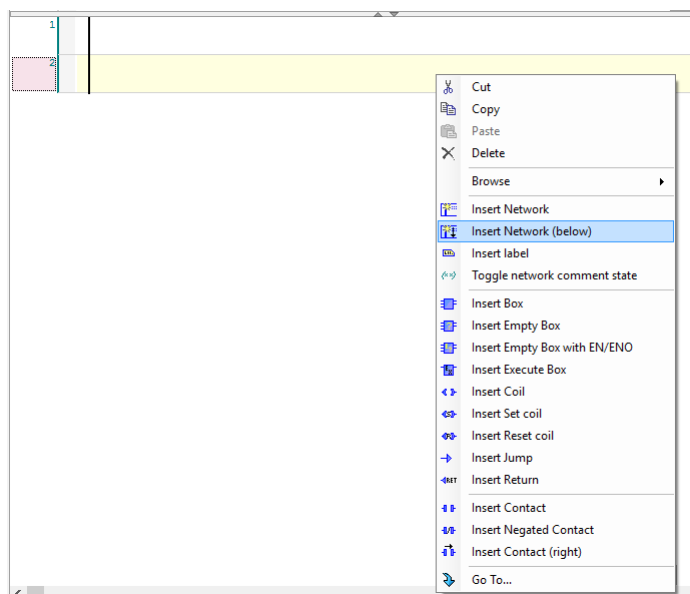 1
2
Cut
Copy
Paste
Delete
Browse
Insert Network
Insert Network (below)
Insert label
Toggle network comment state
Insert Box
Insert Empty Box
Insert Empty Box with EN/ENO
Insert Execute Box
Insert Coil
Insert Set coil
Insert Reset coil
Insert Jump
RET Insert Return
Insert Contact
Insert Negated Contact
Insert Contact (right)
Go To...